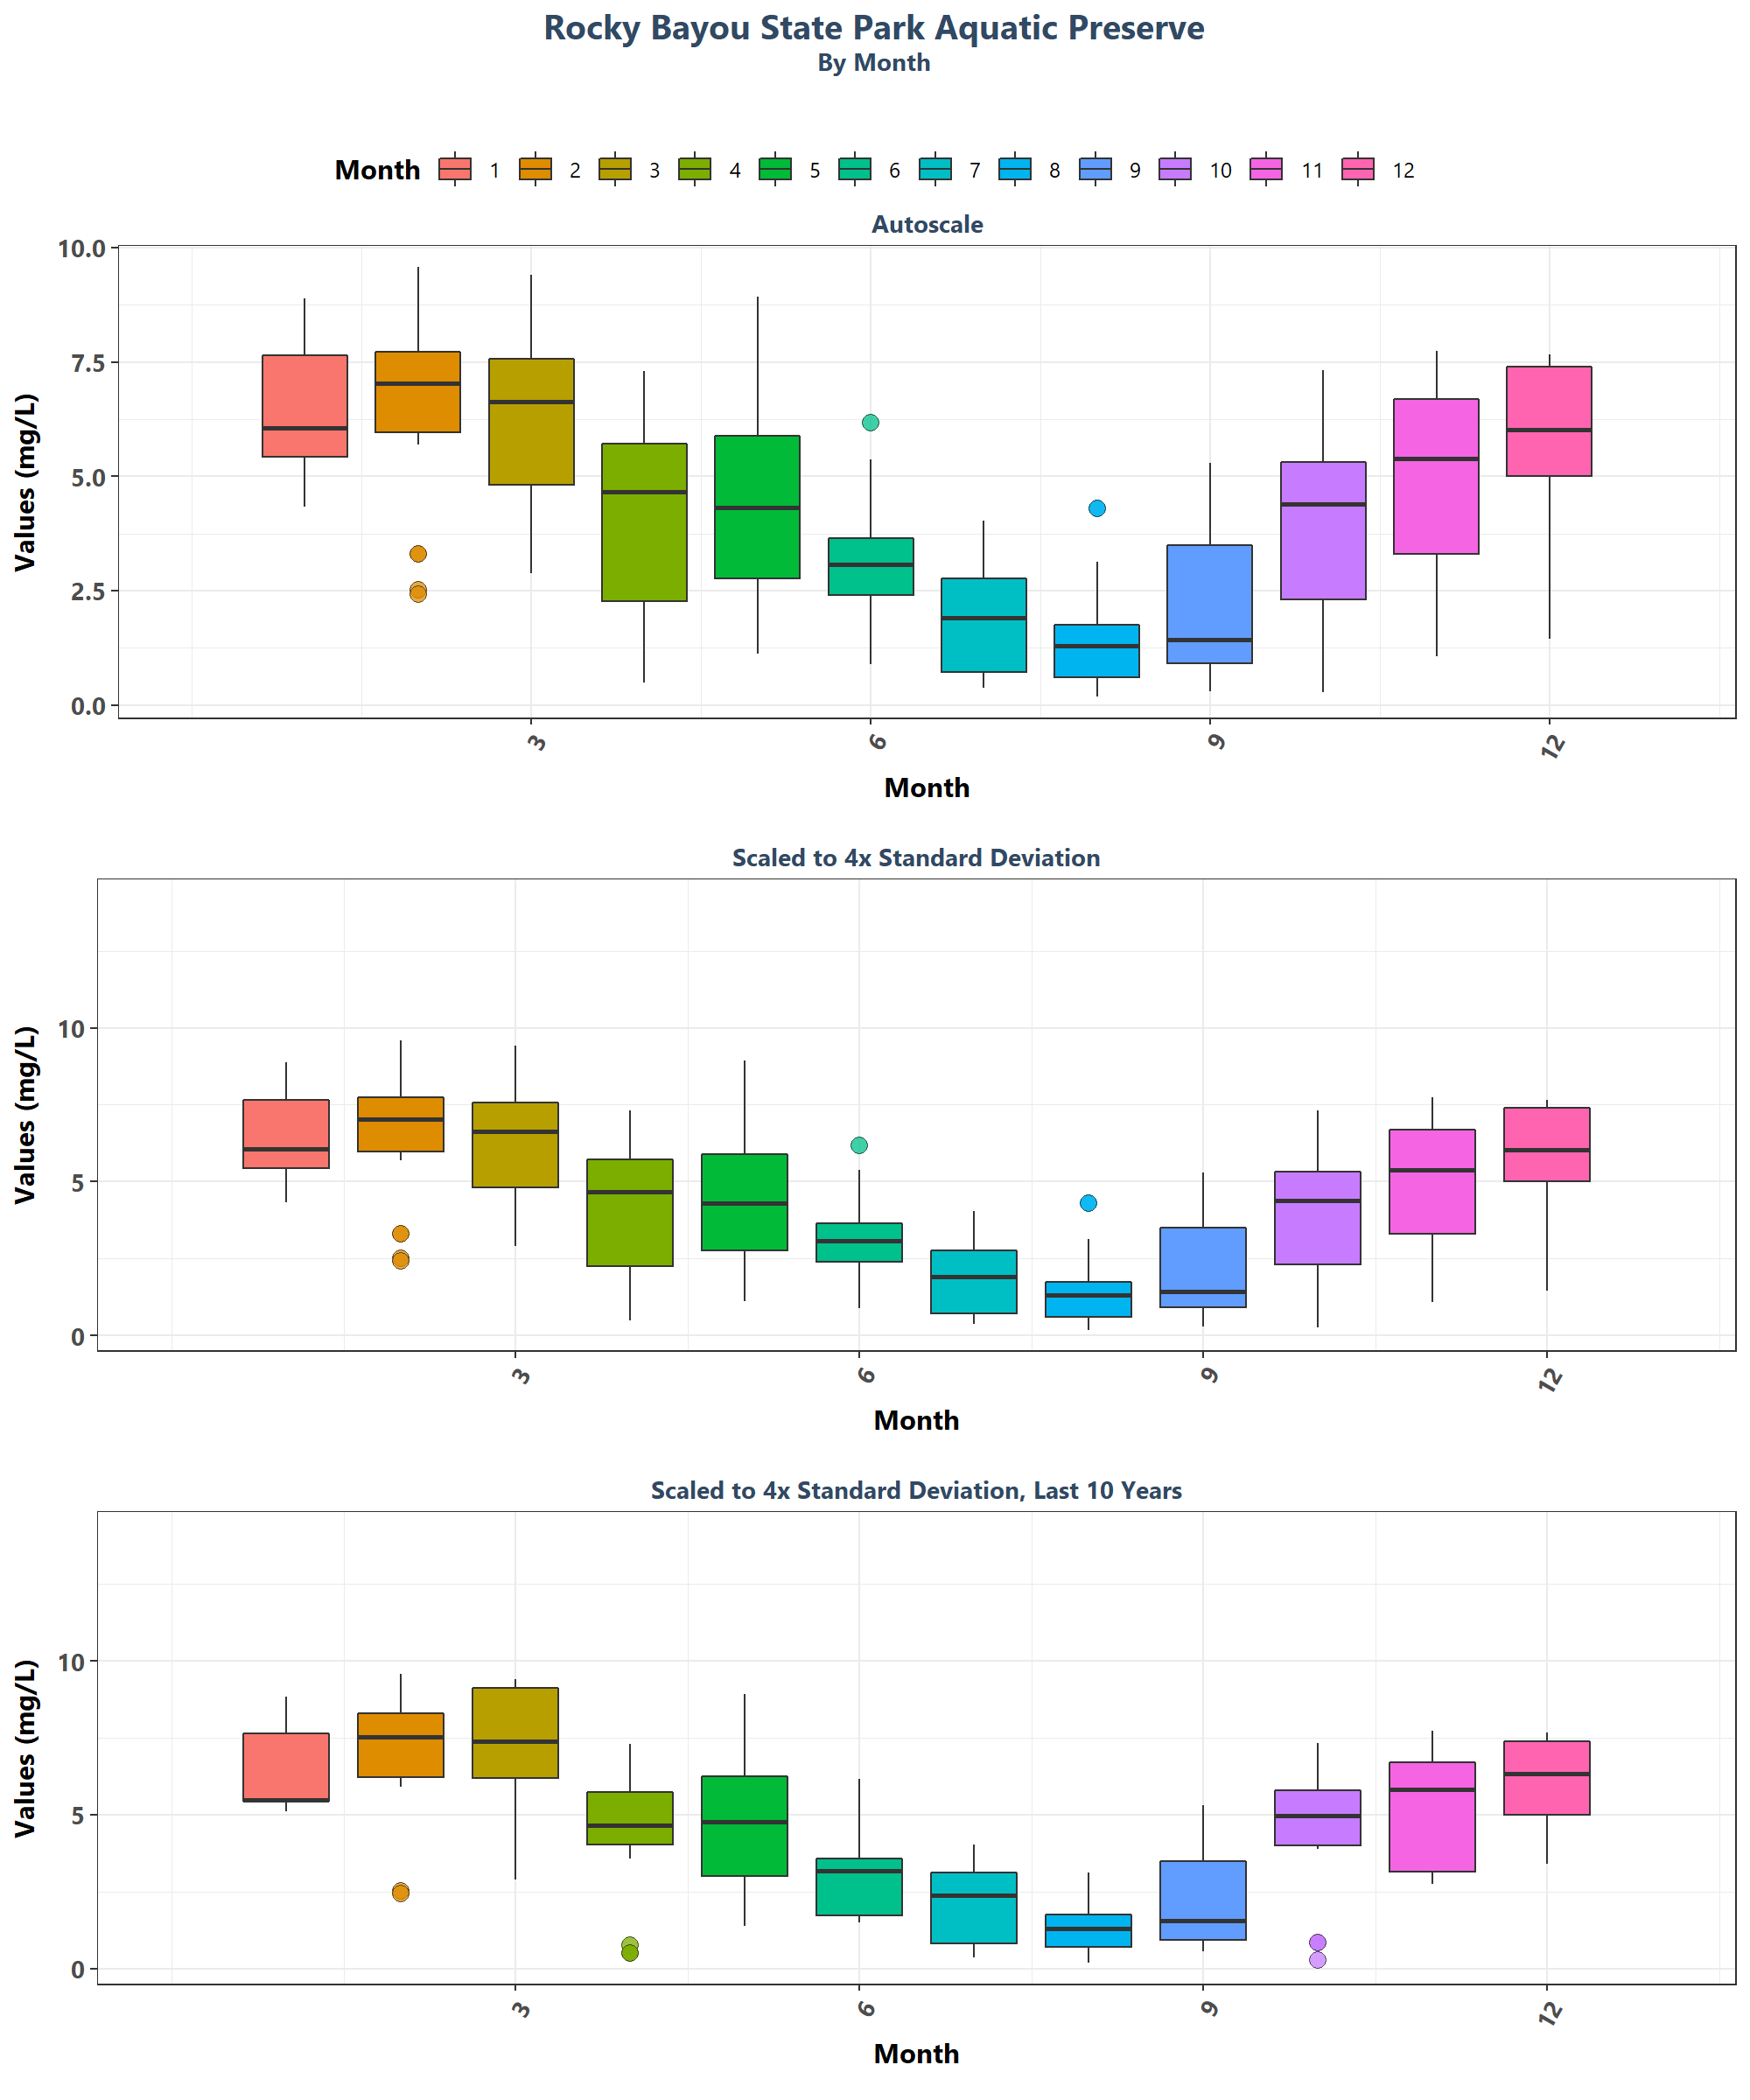 Rocky Bayou State Park Aquatic Preserve
By Month
Month 1 2 3 4 5 6 7 8 9 10 11 12
Autoscale
10.0
7.5
5.0
2.5
0.0
Values (mg/L)
3 6 9 12
Month
Scaled to 4x Standard Deviation
10
5
0
Values (mg/L)
3 6 9 12
Month
Scaled to 4x Standard Deviation, Last 10 Years
10
5
0
Values (mg/L)
3 6 9 12
Month